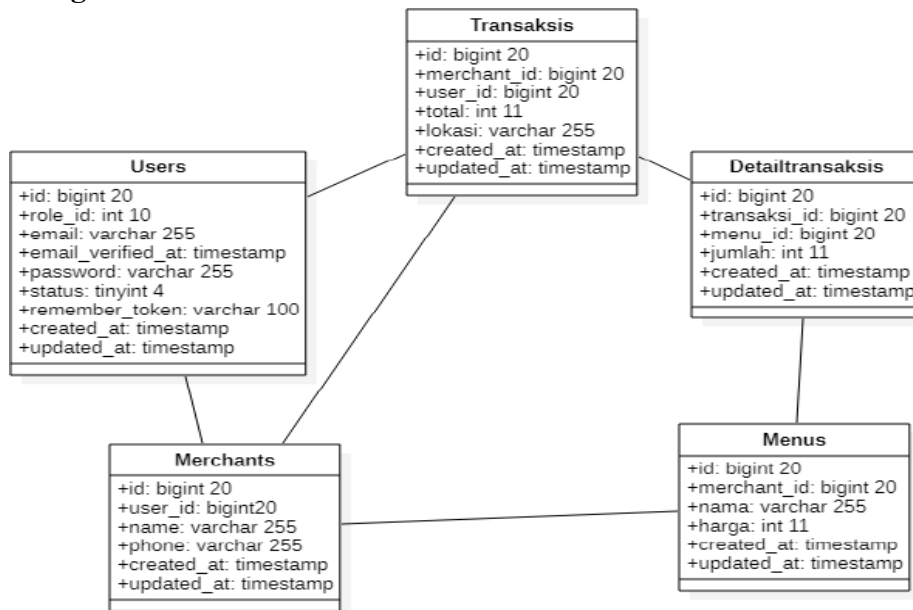 Transaksis
+id: bigint 20
+merchant_id: bigint 20
+user_id: bigint 20
+total: int 11
+lokasi: varchar 255
+created_at: timestamp
+updated_at: timestamp
Users
+id: bigint 20
+role_id: int 10
+email: varchar 255
+email_verified_at: timestamp
+password: varchar 255
+status: tinyint 4
+remember_token: varchar 100
+created_at: timestamp
+updated_at: timestamp
Detailtransaksis
+id: bigint 20
+transaksi_id: bigint 20
+menu_id: bigint 20
+jumlah: int 11
+created_at: timestamp
+updated_at: timestamp
Merchants
+id: bigint 20
+user_id: bigint20
+name: varchar 255
+phone: varchar 255
+created_at: timestamp
+updated_at: timestamp
Menus
+id: bigint 20
+merchant_id: bigint 20
+nama: varchar 255
+harga: int 11
+created_at: timestamp
+updated_at: timestamp